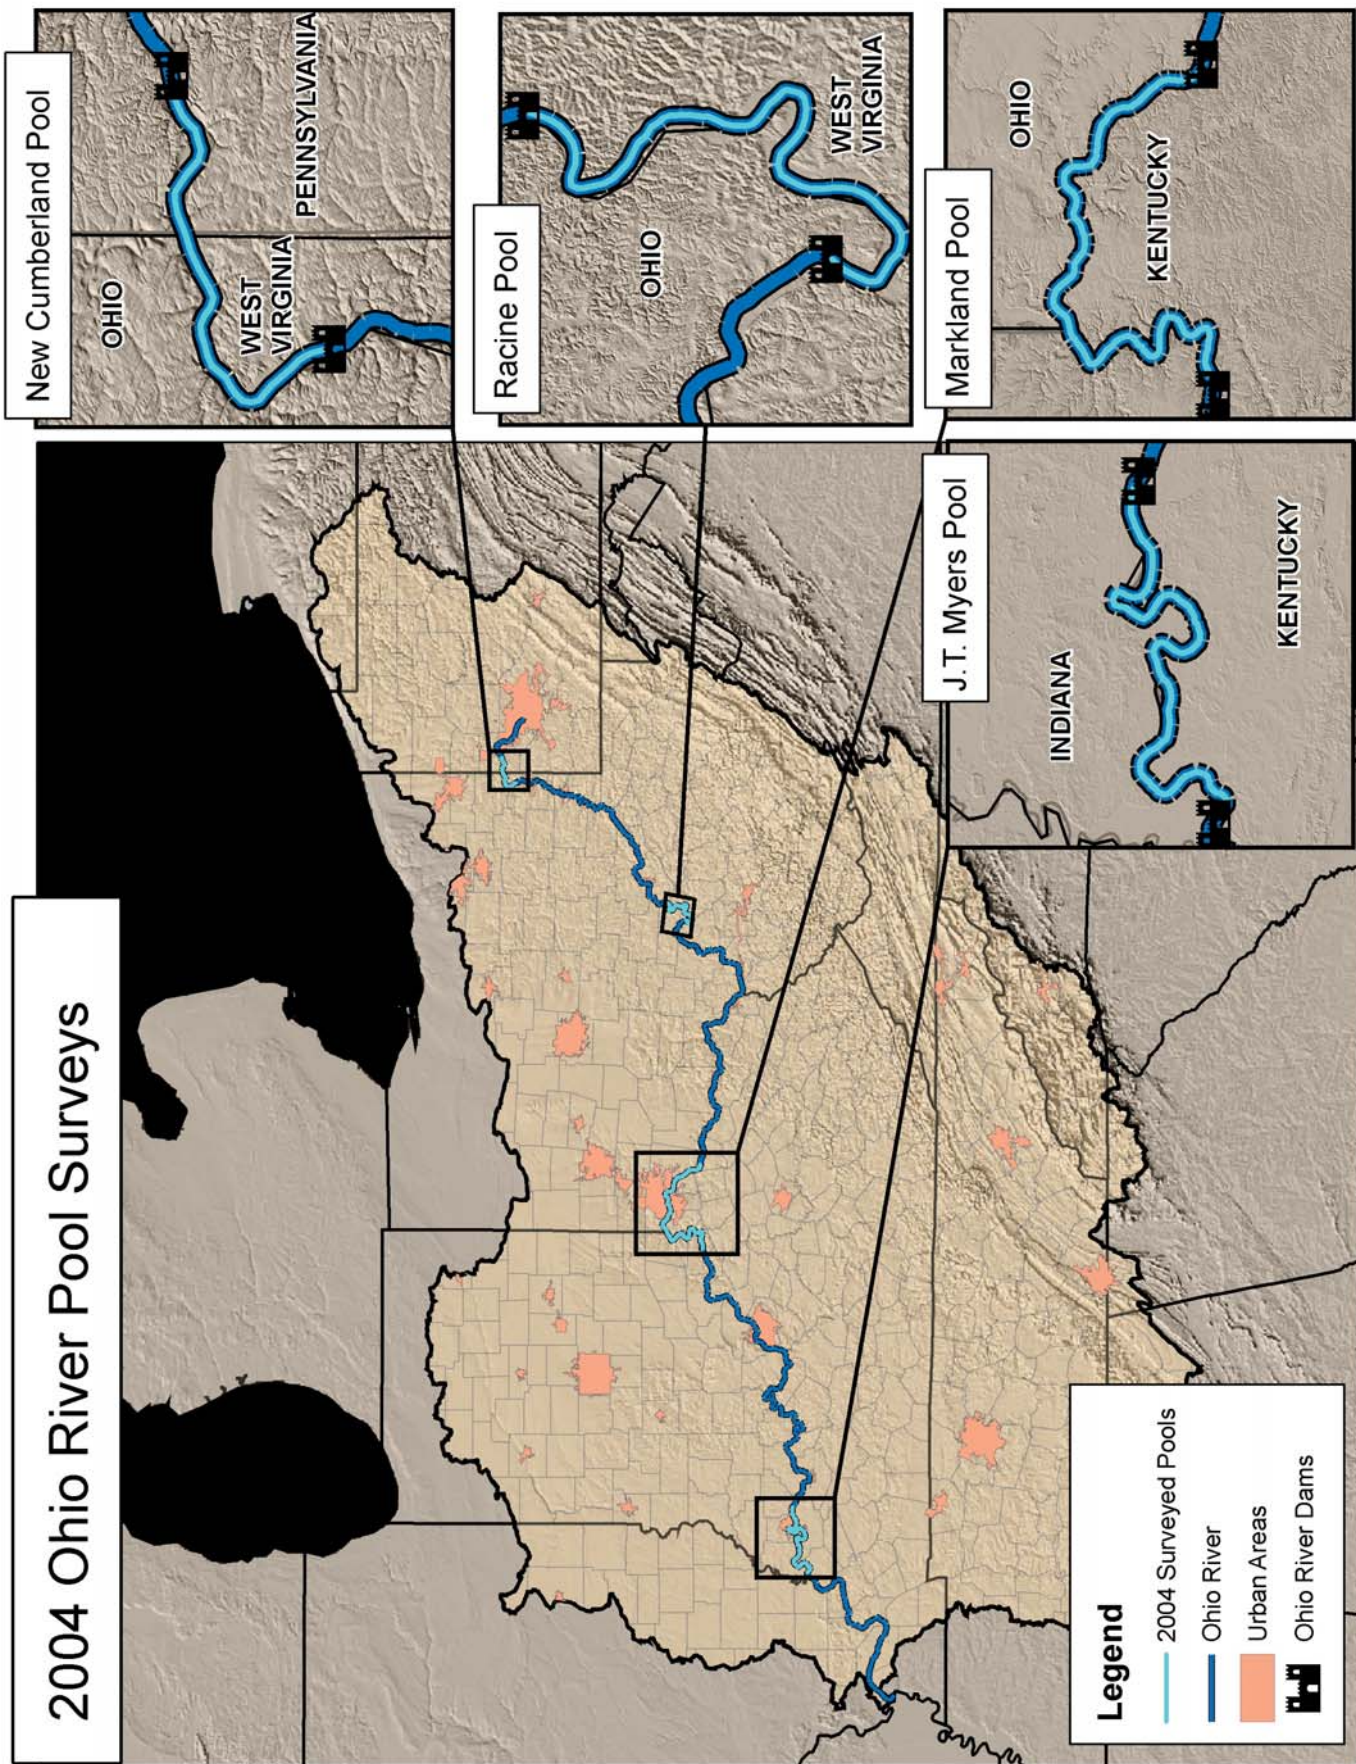 2004 Ohio River Pool Surveys
New Cumberland Pool
OHIO
WEST
VIRGINIA
PENNSYLVANIA
Racine Pool
OHIO
WEST
VIRGINIA
Markland Pool
OHIO
KENTUCKY
J.T. Myers Pool
INDIANA
KENTUCKY
Legend
2004 Surveyed Pools
Ohio River
Urban Areas
Ohio River Dams